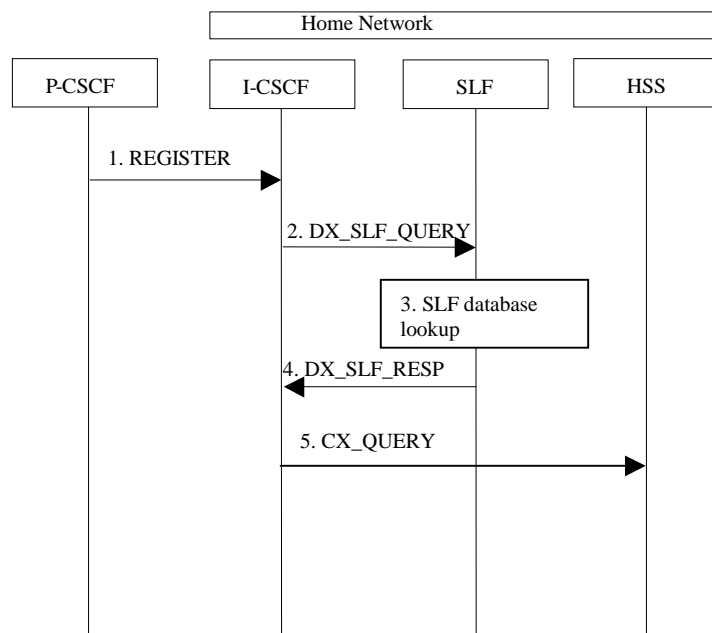 Home Network
P-CSCF
I-CSCF
SLF
HSS
1. REGISTER
2. DX_SLF_QUERY
3. SLF database
lookup
4. DX_SLF_RESP
5. CX_QUERY